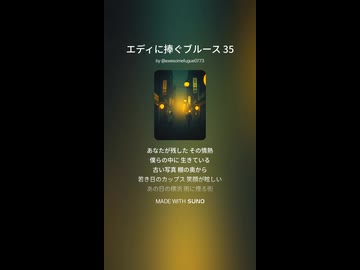 エディに捧ぐブルース 35
by @awesomefugue0773
あなたが残した その情熱
僕らの中に 生きている
古い写真 棚の奥から
若き日のカップス 笑顔が眩しい
あの日の横浜 雨に煙る街
MADE WITH SUNO